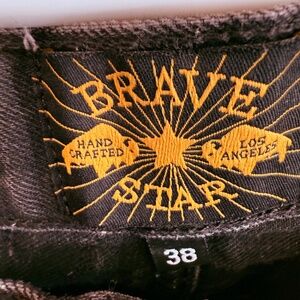 BRAVE
HAND
CRAFTED
LOS
ANGELES
STAR
38